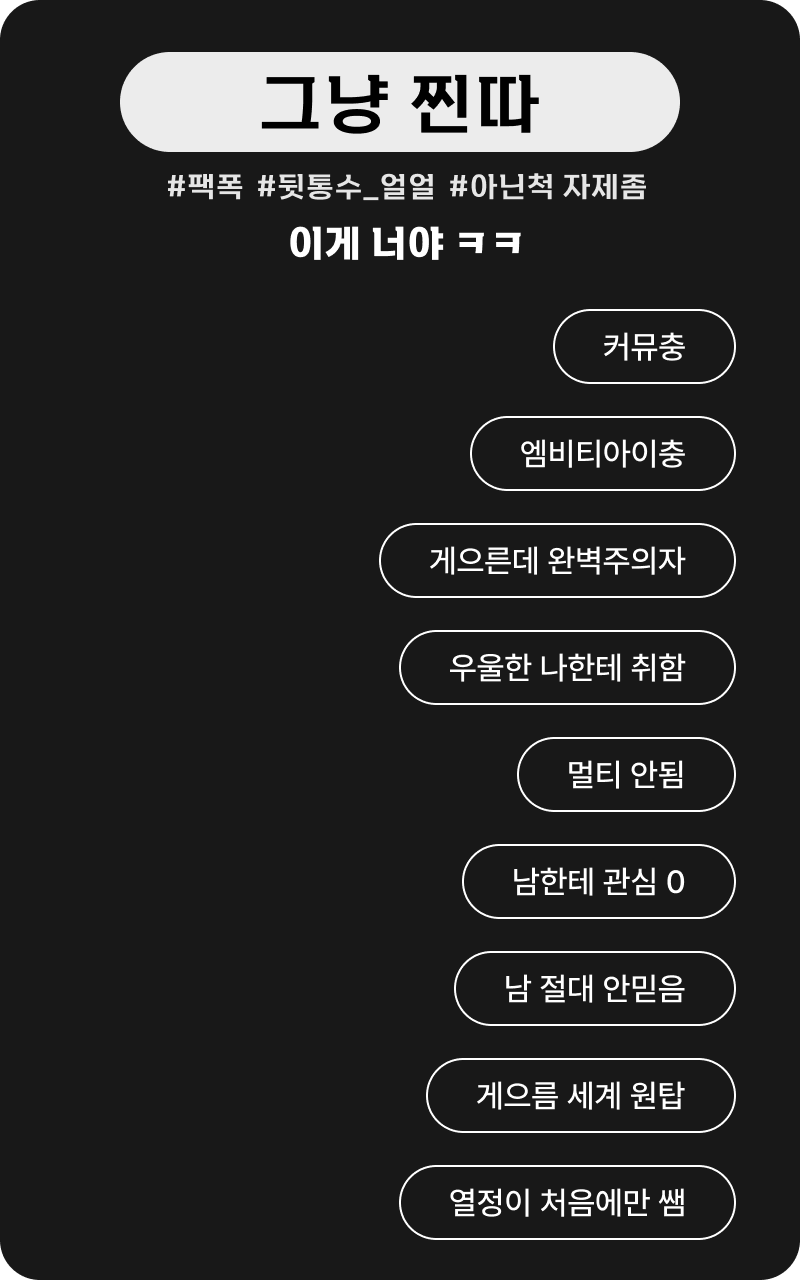 그냥 찐따
#팩폭 #뒷통수_얼얼 #아닌척 자제좀
이게 너야 ㅋㅋ
커뮤충
엠비티아이충
게으른데 완벽주의자
우울한 나한테 취함
멀티 안됨
남한테 관심 0
남 절대 안믿음
게으름 세계 원탑
열정이 처음에만 쌤